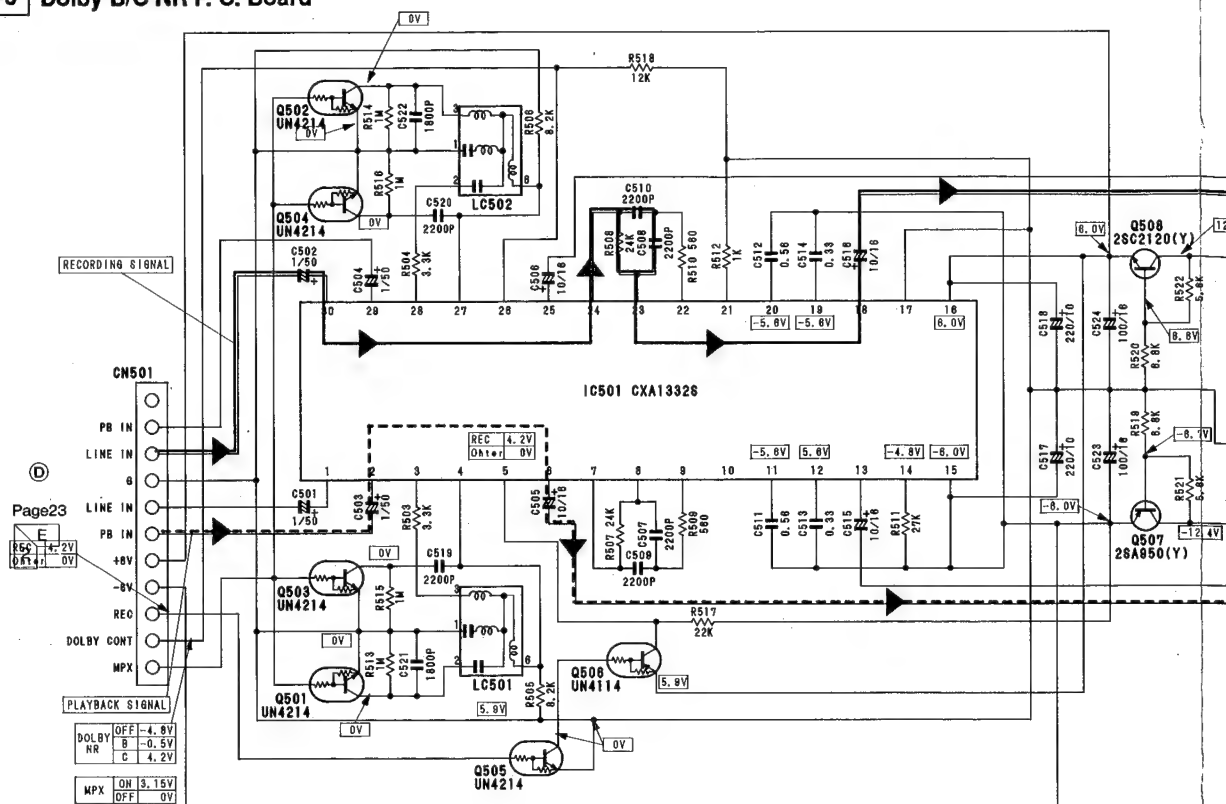 Dolby B/C NR P. C. Board
0V
R518
12K
Q502
UN4214
R514
1M
0V
C522
1800P
3
1
2
6
LC502
R506
8.2K
Q504
UN4214
R516
1M
0V
C520
2200P
C510
2200P
R508
24K
C508
2200P
R510 560
R512
1K
C512
0.56
C514
0.33
C516
10/16
6.0V
Q508
2SC2120(Y)
RECORDING SIGNAL
C502
1/50
C504
1/50
R504
3.3K
C506
10/16
R522
5.6K
30 29 28 27 26 25 24 23 22 21 20 19 18 17 16
-5.6V
-5.6V
6.0V
C518
220/10
C524
100/16
6.6V
R520
6.8K
CN501
IC501 CXA1332S
PB IN
LINE IN
G
LINE IN
PB IN
+6V
-6V
REC
DOLBY CONT
MPX
REC 4.2V
Ohter 0V
-5.6V
5.6V
-4.8V
-6.0V
R519
6.8K
C517
220/10
C523
100/16
1 2 3 4 5 6 7 8 9 10 11 12 13 14 15
D
Page23
E
REC 4.2V
Ohter 0V
C501
1/50
C503
1/50
R503
3.3K
C505
10/16
R507 24K
C507
2200P
C509
2200P
R509
560
C511
0.56
C513
0.33
C515
10/16
R511
27K
-6.0V
R521
5.6K
Q507
2SA950(Y)
-12.4V
Q503
UN4214
0V
R515
1M
C519
2200P
3
1
2
6
LC501
0V
R513
1M
C521
1800P
Q501
UN4214
0V
5.9V
R505
8.2K
R517
22K
Q506
UN4114
5.9V
PLAYBACK SIGNAL
0V
Q505
UN4214
DOLBY NR
OFF -4.8V
B -0.5V
C 4.2V
MPX
ON 3.15V
OFF 0V